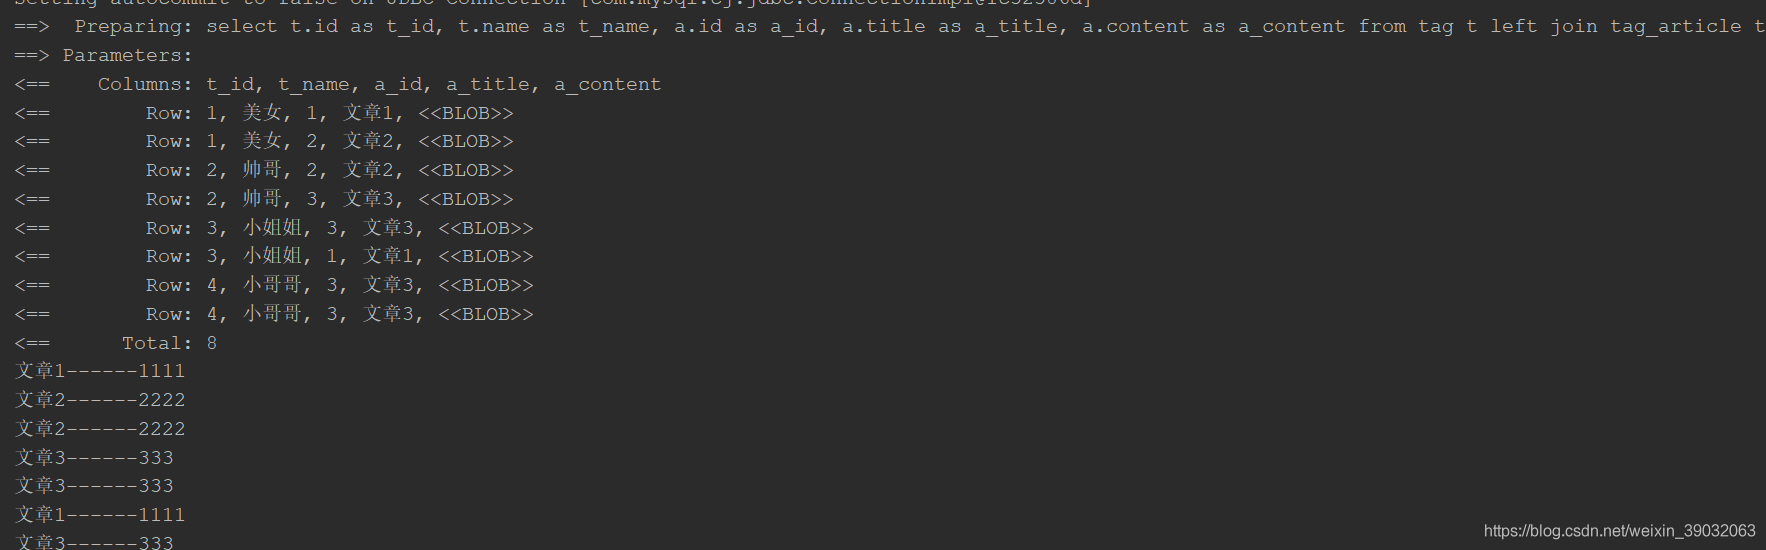 Setting autocommit to false on JDBC Connection [com.mysql.cj.jdbc.ConnectionImpl@
==>  Preparing: select t.id as t_id, t.name as t_name, a.id as a_id, a.title as a_title, a.content as a_content from tag t left join tag_article t
==> Parameters:
<==    Columns: t_id, t_name, a_id, a_title, a_content
<==        Row: 1, 美女, 1, 文章1, <<BLOB>>
<==        Row: 1, 美女, 2, 文章2, <<BLOB>>
<==        Row: 2, 帅哥, 2, 文章2, <<BLOB>>
<==        Row: 2, 帅哥, 3, 文章3, <<BLOB>>
<==        Row: 3, 小姐姐, 3, 文章3, <<BLOB>>
<==        Row: 3, 小姐姐, 1, 文章1, <<BLOB>>
<==        Row: 4, 小哥哥, 3, 文章3, <<BLOB>>
<==        Row: 4, 小哥哥, 3, 文章3, <<BLOB>>
<==      Total: 8
文章1------1111
文章2------2222
文章2------2222
文章3------333
文章3------333
文章1------1111
文章3------333
https://blog.csdn.net/weixin_39032063